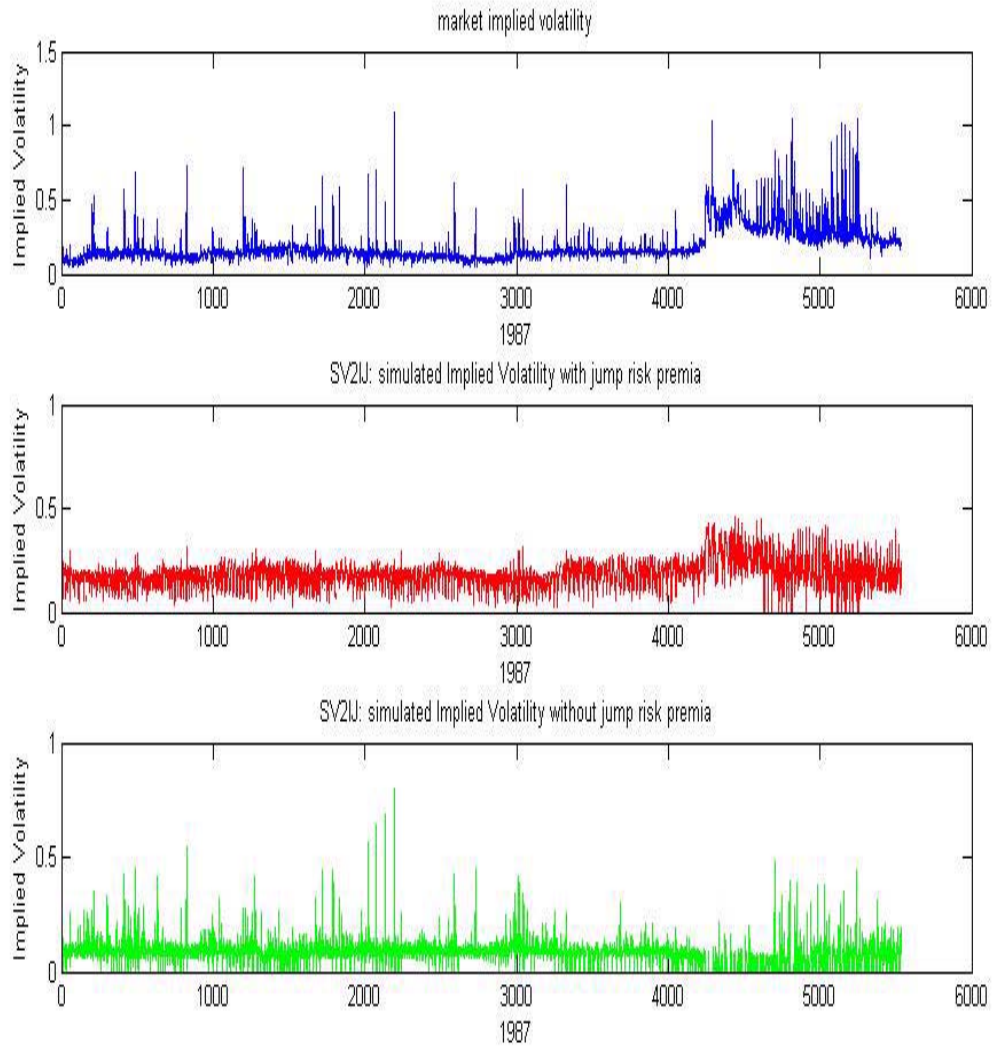 market implied volatility
Implied Volatility
1.5
1
0.5
0
0 1000 2000 3000 4000 5000 6000
1987
SV2IJ: simulated Implied Volatility with jump risk premia
Implied Volatility
1
0.5
0
0 1000 2000 3000 4000 5000 6000
1987
SV2IJ: simulated Implied Volatility without jump risk premia
Implied Volatility
1
0.5
0
0 1000 2000 3000 4000 5000 6000
1987